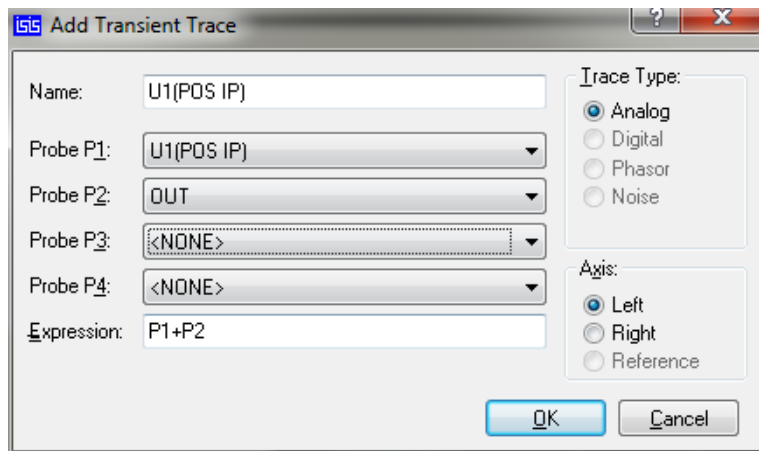 isis Add Transient Trace ? X
Name: U1(POS IP)
Probe P1: U1(POS IP)
Probe P2: OUT
Probe P3: <NONE>
Probe P4: <NONE>
Expression: P1+P2
Trace Type:
Analog
Digital
Phasor
Noise
Axis:
Left
Right
Reference
OK Cancel